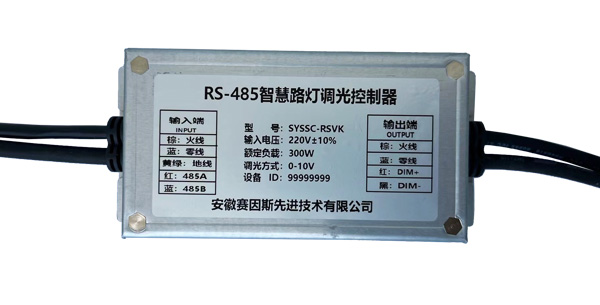 RS-485智慧路灯调光控制器
输入端
INPUT
棕: 火线
蓝: 零线
黄绿: 地线
红: 485A
蓝: 485B
型 号: SYSSC-RSVK
输入电压: 220V±10%
额定负载: 300W
调光方式: 0-10V
设备 ID: 99999999
输出端
OUTPUT
棕: 火线
蓝: 零线
红: DIM+
黑: DIM-
安徽赛因斯先进技术有限公司